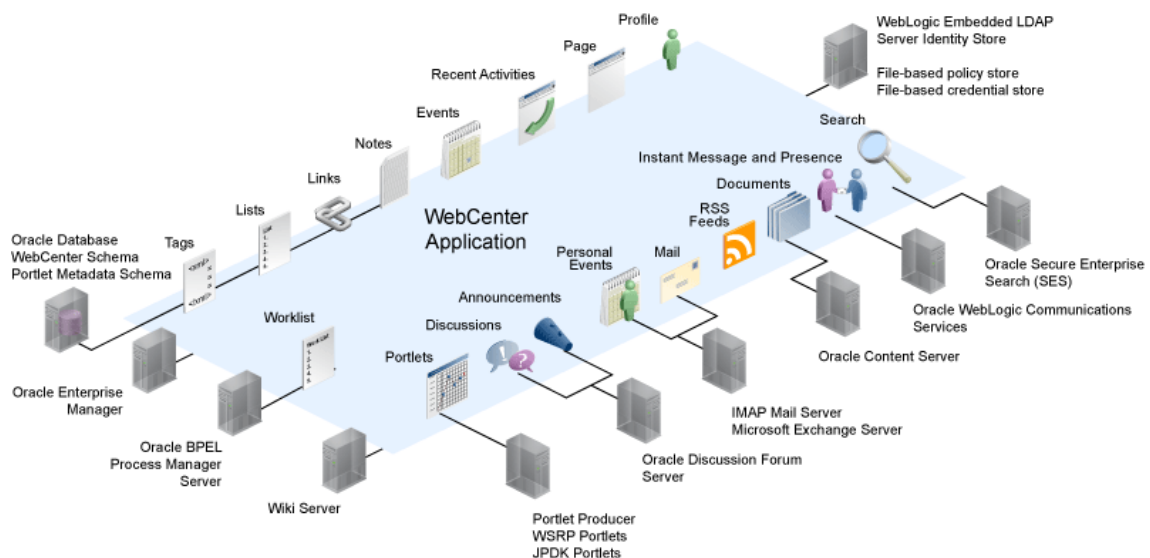 Profile
WebLogic Embedded LDAP
Server Identity Store
File-based policy store
File-based credential store
Page
Recent Activities
Events
Search
Notes
Instant Message and Presence
Links
Documents
Lists
RSS
Feeds
WebCenter
Application
Oracle Database
WebCenter Schema
Portlet Metadata Schema
Tags
Personal
Events
Mail
Oracle Secure Enterprise
Search (SES)
Announcements
Oracle WebLogic Communications
Services
Worklist
Discussions
Portlets
Oracle Content Server
Oracle Enterprise
Manager
IMAP Mail Server
Microsoft Exchange Server
Oracle BPEL
Process Manager
Server
Oracle Discussion Forum
Server
Wiki Server
Portlet Producer
WSRP Portlets
JPDK Portlets